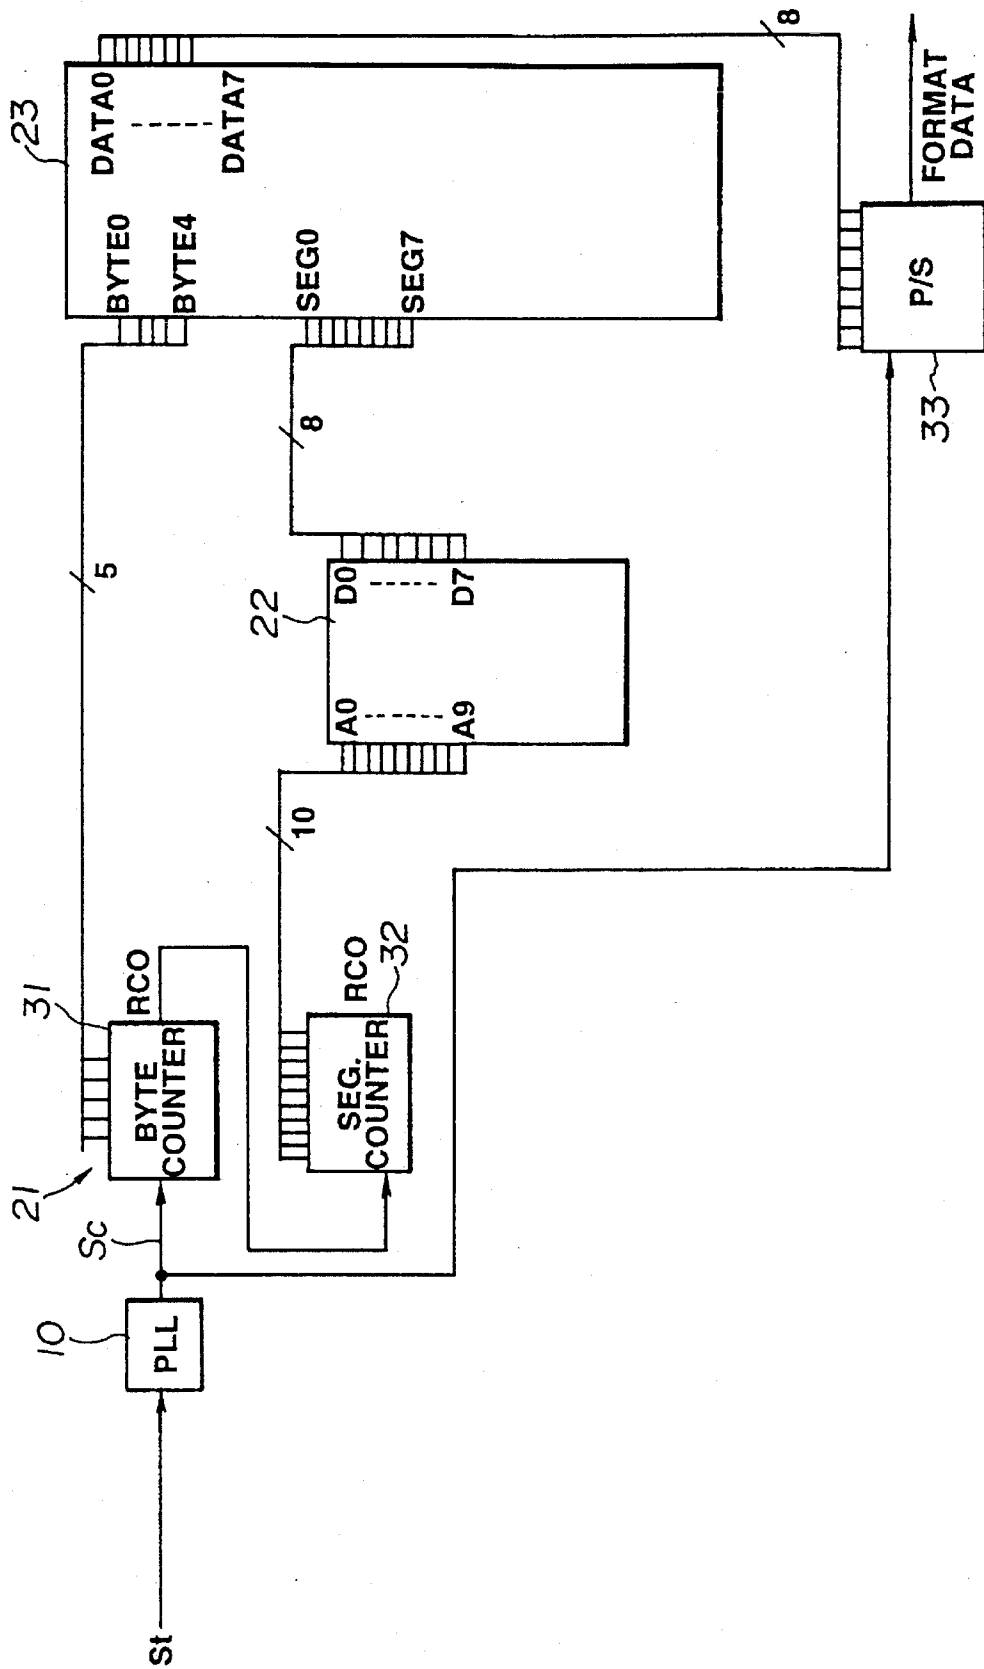 St
10
PLL
Sc
21
31
BYTE
COUNTER
RCO
5
32
SEG.
COUNTER
RCO
10
22
A0
A9
D0
D7
8
23
BYTE0
BYTE4
SEG0
SEG7
DATA0
DATA7
8
33
P/S
FORMAT
DATA